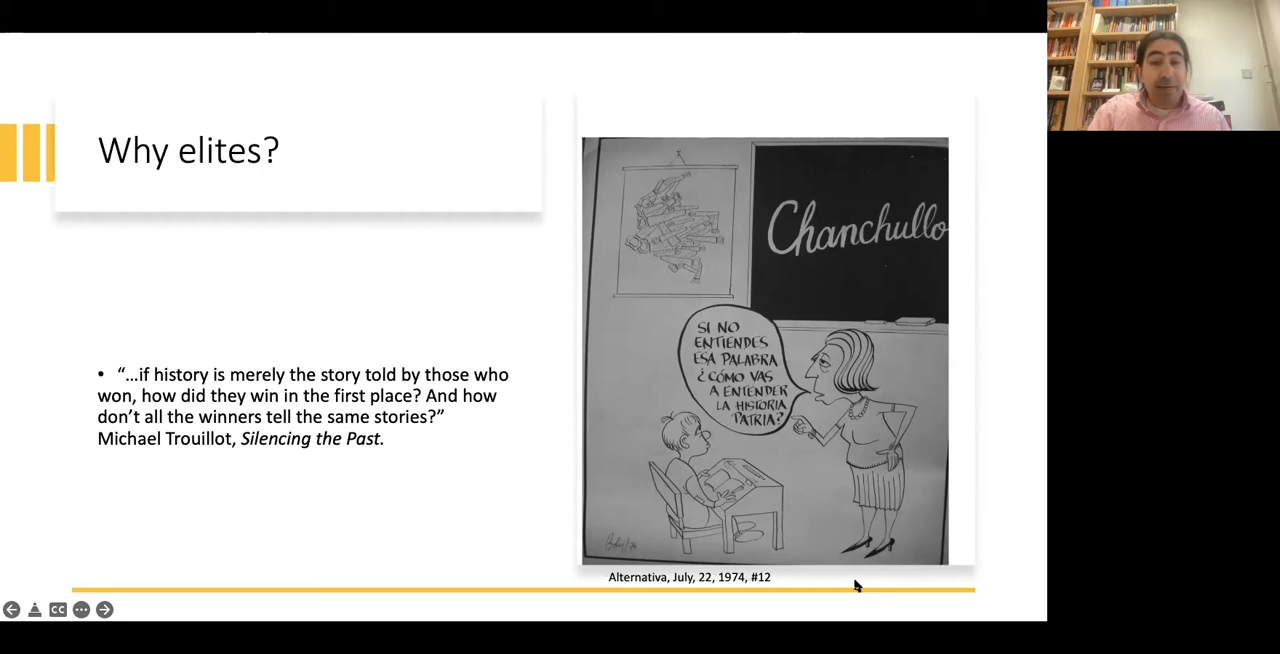 Why elites?
• “…if history is merely the story told by those who
won, how did they win in the first place? And how
don’t all the winners tell the same stories?”
Michael Trouillot, Silencing the Past.
Chanchullo
SI NO
ENTIENDES
ESA PALABRA
¿CÓMO VAS
A ENTENDER
LA HISTORIA
PATRIA?
Alternativa, July, 22, 1974, #12
CC